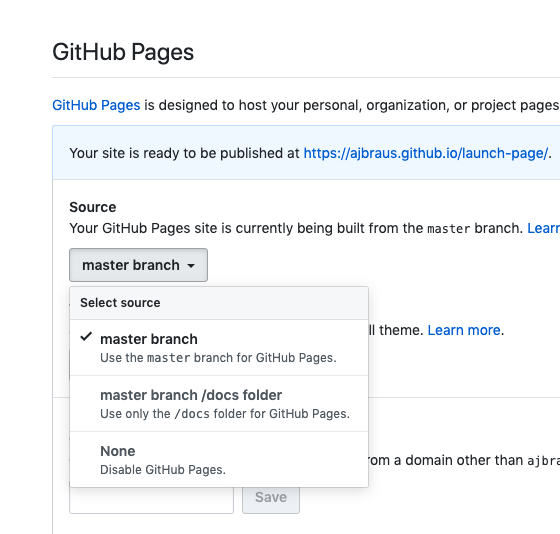 GitHub Pages
GitHub Pages is designed to host your personal, organization, or project pages
Your site is ready to be published at https://ajbraus.github.io/launch-page/.
Source
Your GitHub Pages site is currently being built from the master branch. Learn
master branch
Select source
master branch
Use the master branch for GitHub Pages.
ll theme. Learn more.
master branch /docs folder
Use only the /docs folder for GitHub Pages.
None
Disable GitHub Pages.
rom a domain other than ajbra
Save